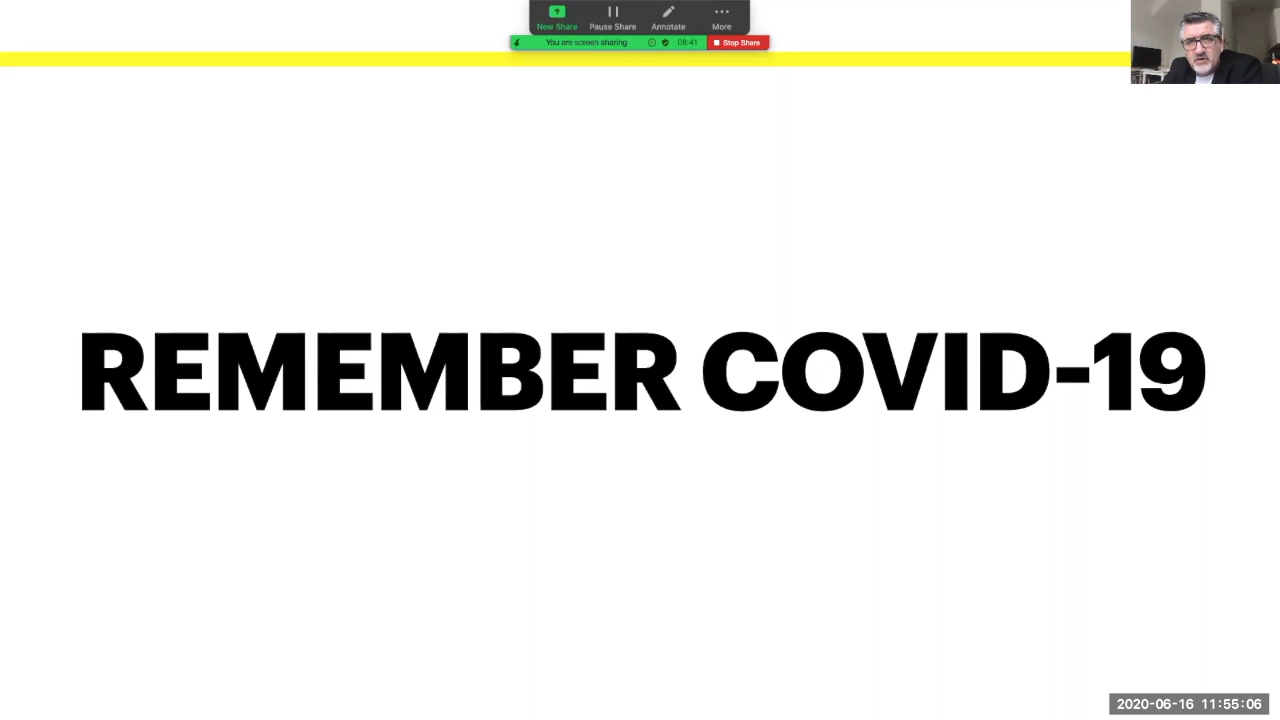 New Share Pause Share Annotate More
You are screen sharing 08:41 Stop Share
REMEMBER COVID-19
2020-06-16 11:55:06